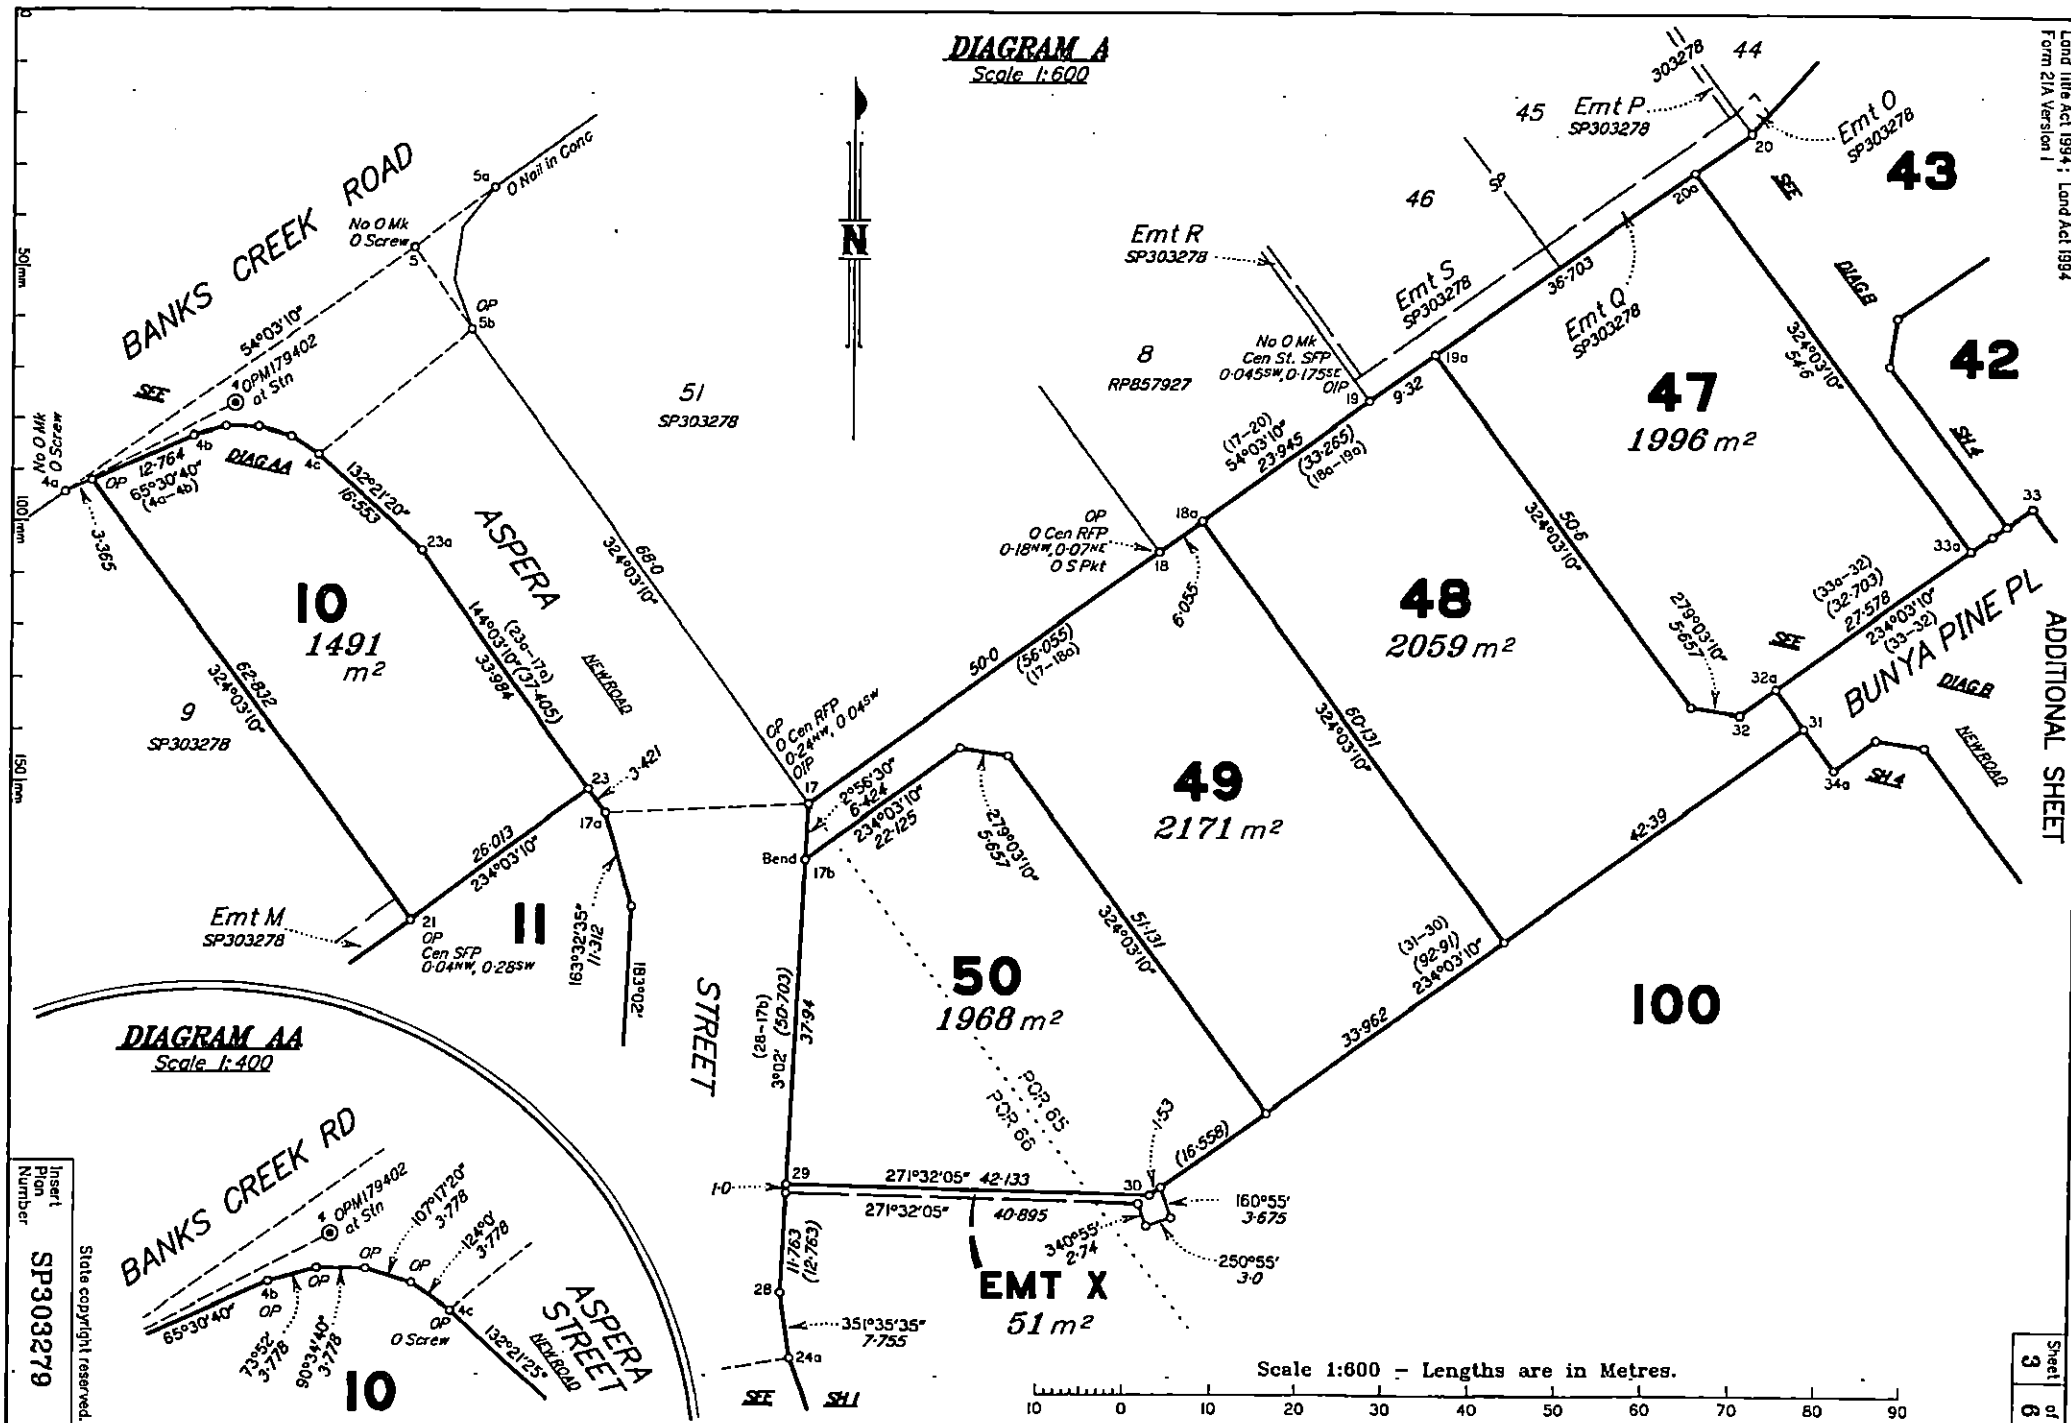 DIAGRAM A
Scale 1:600
Land Title Act 1994 ; Land Act 1994
Form 21A Version 1
50mm
100mm
150mm
BANKS CREEK ROAD
5a
O Nail in Conc
No O Mk
O Screw
5
OP
5b
54°03'10"
OPM179402
at Stn
SEE
No O Mk
O Screw
4a
OP
12·764
65°30'40"
(4a-4b)
4b
DIAG AA
4c
3·365
132°21'20"
16·553
23a
ASPERA
51
SP303278
68·0
324°03'10"
10
1491
m²
144°03'10"
(23a-17a)
(37·405)
33·984
NEW ROAD
62·832
324°03'10"
9
SP303278
23
3·421
17a
26·013
234°03'10"
Emt M
SP303278
21
OP
Cen SFP
0·04NW, 0·28SW
11
163°32'35"
11·312
183°02'
STREET
N
Emt R
SP303278
8
RP857927
46
SP
45
Emt P
SP303278
303278
44
Emt O
SP303278
20
20a
SEE
DIAG B
43
42
SH.4
Emt S
SP303278
Emt Q
SP303278
36·703
No O Mk
Cen St. SFP
0·045SW, 0·175SE
OIP
19
9·32
19a
(17-20)
54°03'10"
23·945
(33·265)
(18a-19a)
OP
O Cen RFP
0·18NW, 0·07NE
O S Pkt
18
18a
6·055
50·0
(56·055)
(17-18a)
OP
O Cen RFP
0·24NW, 0·04SW
OIP
17
47
1996 m²
324°03'10"
54·6
50·6
324°03'10"
48
2059 m²
60·131
324°03'10"
279°03'10"
5·657
32
32a
33a
33
(33a-32)
(32·703)
27·578
234°03'10"
(33-32)
SEE
BUNYA PINE PL
DIAG B
NEW ROAD
31
34a
SH.4
ADDITIONAL SHEET
2°56'30"
6·424
234°03'10"
22·125
Bend
17b
279°03'10"
5·657
49
2171 m²
51·131
324°03'10"
42·39
(31-30)
(92·91)
234°03'10"
33·962
100
50
1968 m²
(28-17b)
3°02' (50·703)
37·94
POR 65
POR 66
1·53
(16·558)
29
1·0
271°32'05" 42·133
30
271°32'05" 40·895
160°55'
3·675
340°55'
2·74
250°55'
3·0
11·763
(12·763)
EMT X
51 m²
28
351°35'35"
7·755
24a
SEE SH.1
DIAGRAM AA
Scale 1:400
BANKS CREEK RD
OPM179402
at Stn
107°17'20"
3·778
124°0'
3·778
OP
OP
OP
4b
OP
4c
OP
O Screw
65°30'40"
73°52'
3·778
90°34'40"
3·778
132°21'25"
ASPERA
STREET
NEW ROAD
10
Insert
Plan
Number
SP303279
State copyright reserved.
Scale 1:600 – Lengths are in Metres.
10 0 10 20 30 40 50 60 70 80 90
Sheet
3
of
6